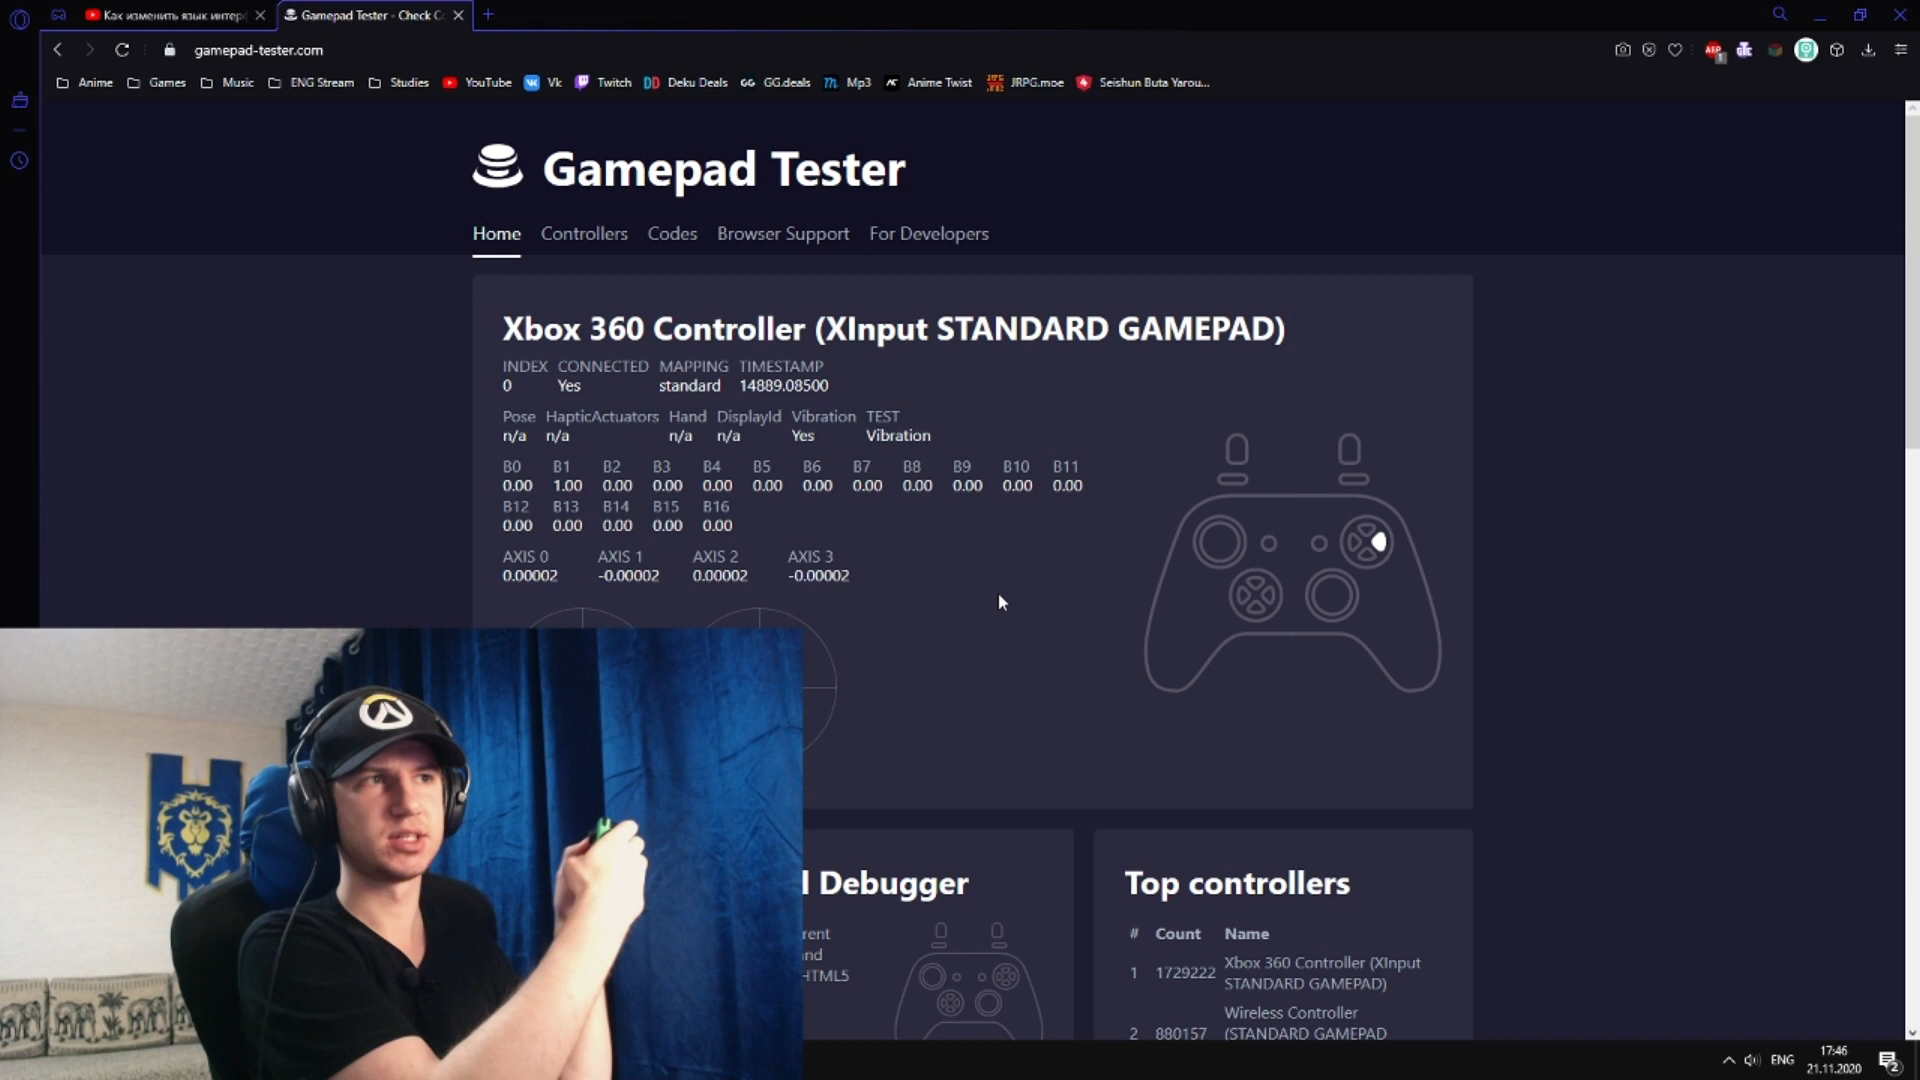 Как изменить язык интер
Gamepad Tester - Check C
gamepad-tester.com
ABP
1
Anime
Games
Music
ENG Stream
Studies
YouTube
Vk
Twitch
DD Deku Deals
GG GG.deals
m Mp3
Anime Twist
JRPG.moe
Seishun Buta Yarou...
Gamepad Tester
Home
Controllers
Codes
Browser Support
For Developers
Xbox 360 Controller (XInput STANDARD GAMEPAD)
INDEX CONNECTED MAPPING TIMESTAMP
0 Yes standard 14889.08500
Pose HapticActuators Hand DisplayId Vibration TEST
n/a n/a n/a n/a Yes Vibration
B0 B1 B2 B3 B4 B5 B6 B7 B8 B9 B10 B11
0.00 1.00 0.00 0.00 0.00 0.00 0.00 0.00 0.00 0.00 0.00 0.00
B12 B13 B14 B15 B16
0.00 0.00 0.00 0.00 0.00
AXIS 0 AXIS 1 AXIS 2 AXIS 3
0.00002 -0.00002 0.00002 -0.00002
l Debugger
rent
nd
HTML5
Top controllers
# Count Name
1 1729222 Xbox 360 Controller (XInput
STANDARD GAMEPAD)
2 880157 Wireless Controller
(STANDARD GAMEPAD
ENG
17:46
21.11.2020
2